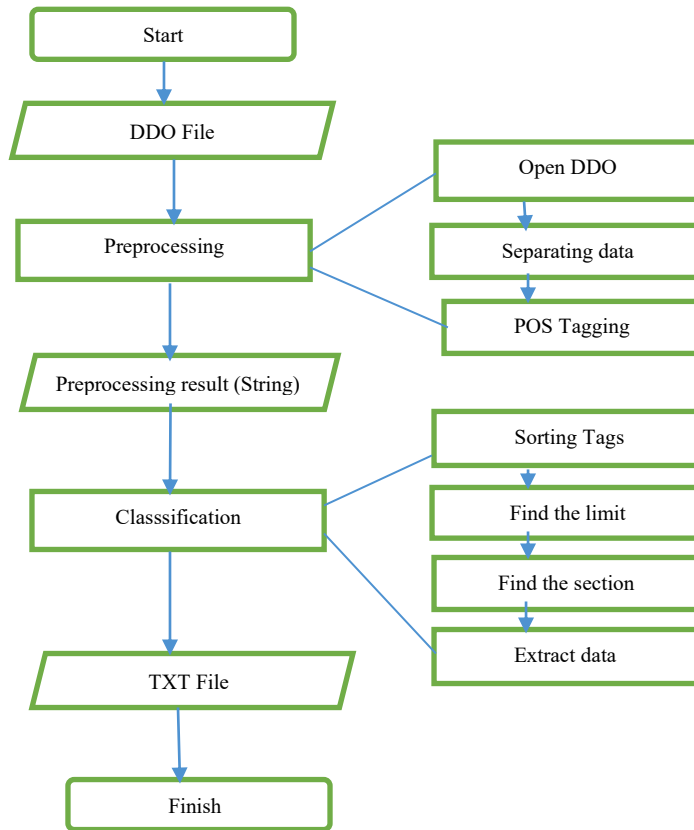 Start
DDO File
Preprocessing
Open DDO
Separating data
POS Tagging
Preprocessing result (String)
Classsification
Sorting Tags
Find the limit
Find the section
Extract data
TXT File
Finish